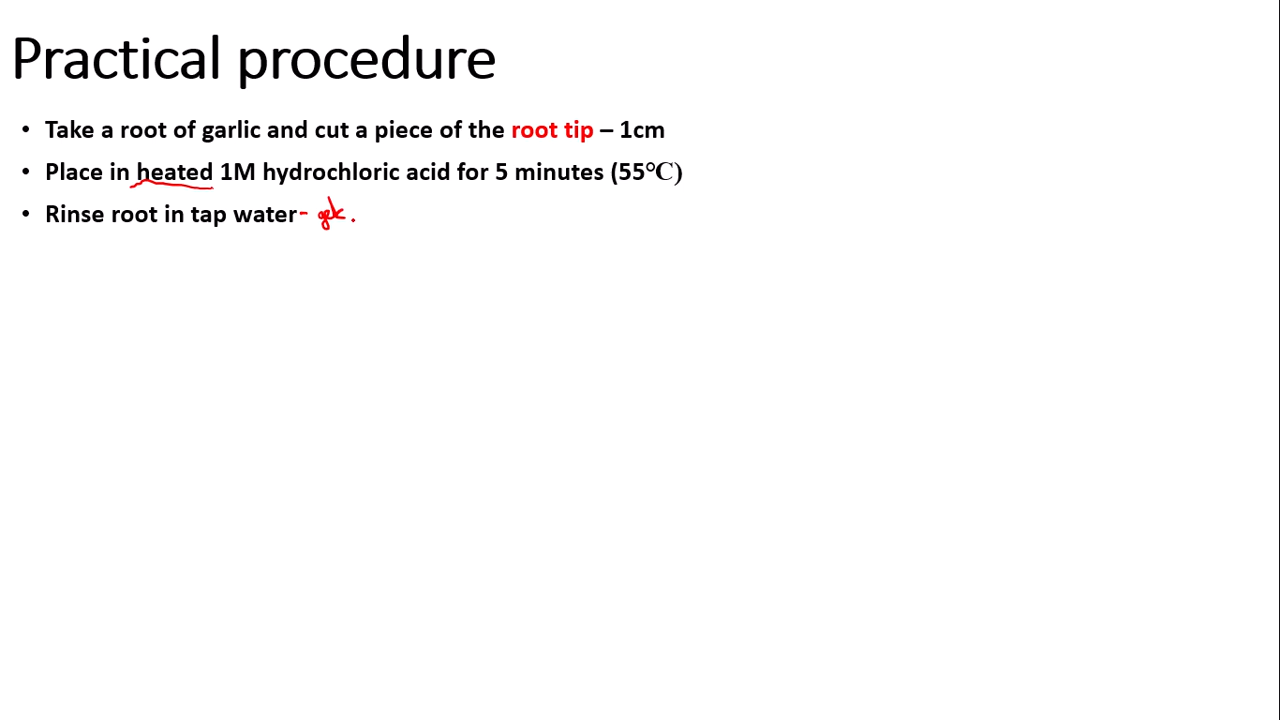 Practical procedure
• Take a root of garlic and cut a piece of the root tip – 1cm
• Place in heated 1M hydrochloric acid for 5 minutes (55°C)
• Rinse root in tap water-